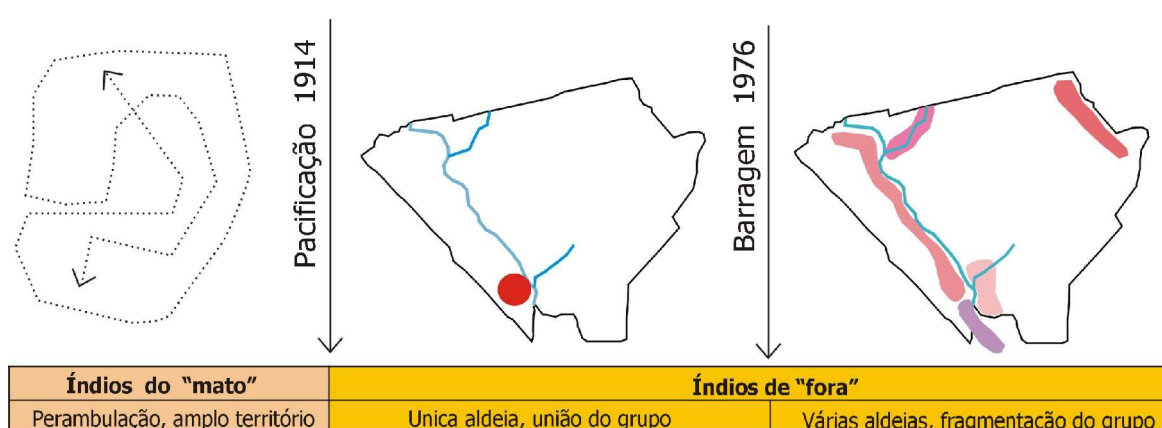 Pacificação 1914
Barragem 1976
Índios do “mato”
Índios de “fora”
Perambulação, amplo território
Unica aldeia, união do grupo
Várias aldeias, fragmentação do grupo